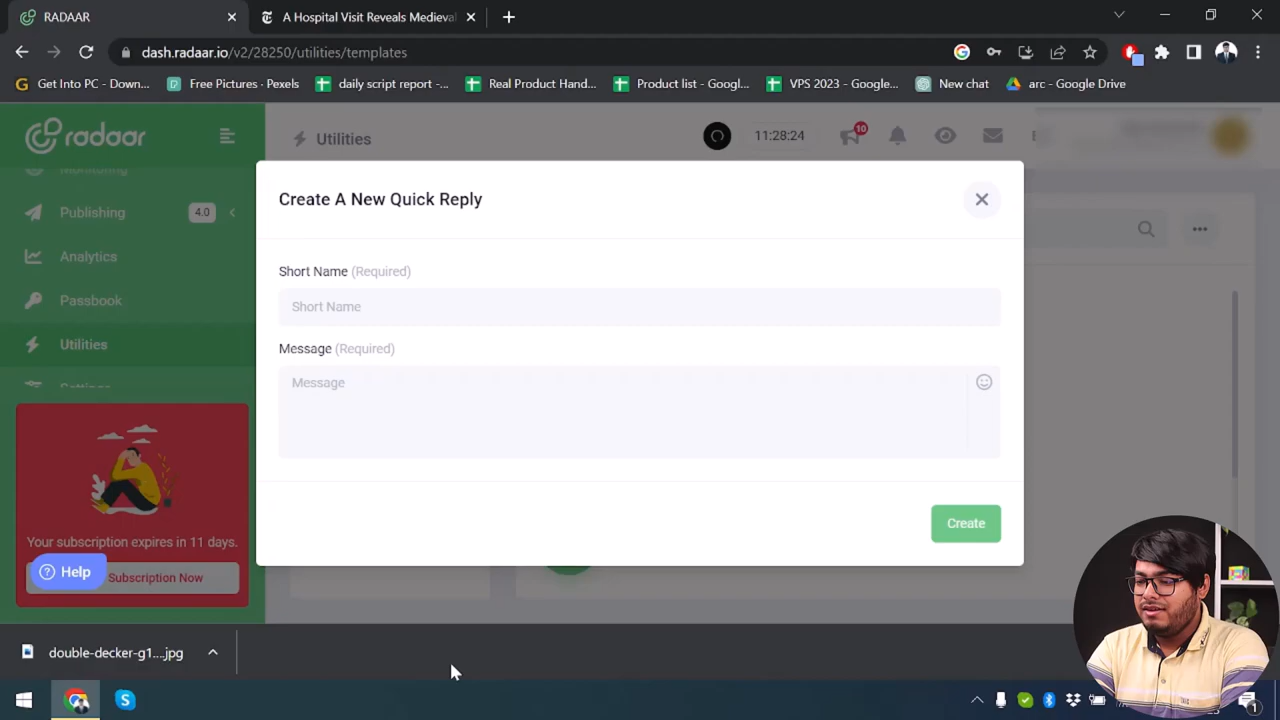 RADAAR
A Hospital Visit Reveals Medieval
dash.radaar.io/v2/28250/utilities/templates
Get Into PC - Down...
Free Pictures - Pexels
daily script report -...
Real Product Hand...
Product list - Googl...
VPS 2023 – Google...
New chat
arc - Google Drive
radaar
Utilities
11:28:24
10
Monitoring
Publishing
4.0
Analytics
Passbook
Utilities
Settings
Your subscription expires in 11 days.
Subscription Now
Help
Create A New Quick Reply
Short Name (Required)
Short Name
Message (Required)
Message
Create
double-decker-g1....jpg
1